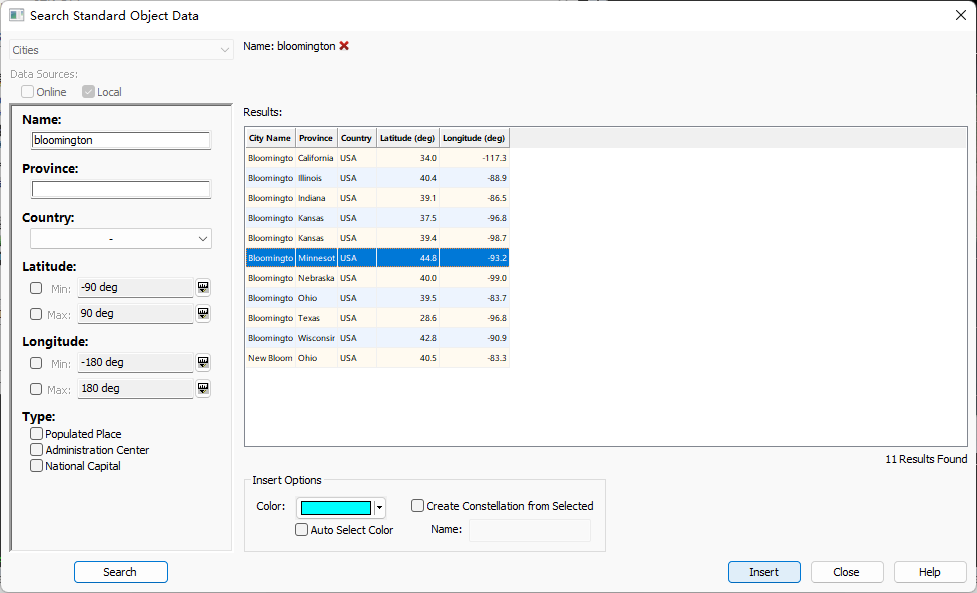 Search Standard Object Data
Cities
Name: bloomington
Data Sources:
Online Local
Name:
bloomington
Province:
Country:
-
Latitude:
Min: -90 deg
Max: 90 deg
Longitude:
Min: -180 deg
Max: 180 deg
Type:
Populated Place
Administration Center
National Capital
Search
Results:
City Name Province Country Latitude (deg) Longitude (deg)
Bloomingto California USA 34.0 -117.3
Bloomingto Illinois USA 40.4 -88.9
Bloomingto Indiana USA 39.1 -86.5
Bloomingto Kansas USA 37.5 -96.8
Bloomingto Kansas USA 39.4 -98.7
Bloomingto Minnesot USA 44.8 -93.2
Bloomingto Nebraska USA 40.0 -99.0
Bloomingto Ohio USA 39.5 -83.7
Bloomingto Texas USA 28.6 -96.8
Bloomingto Wisconsin USA 42.8 -90.9
New Bloom Ohio USA 40.5 -83.3
11 Results Found
Insert Options
Color:
Auto Select Color
Create Constellation from Selected
Name:
Insert Close Help